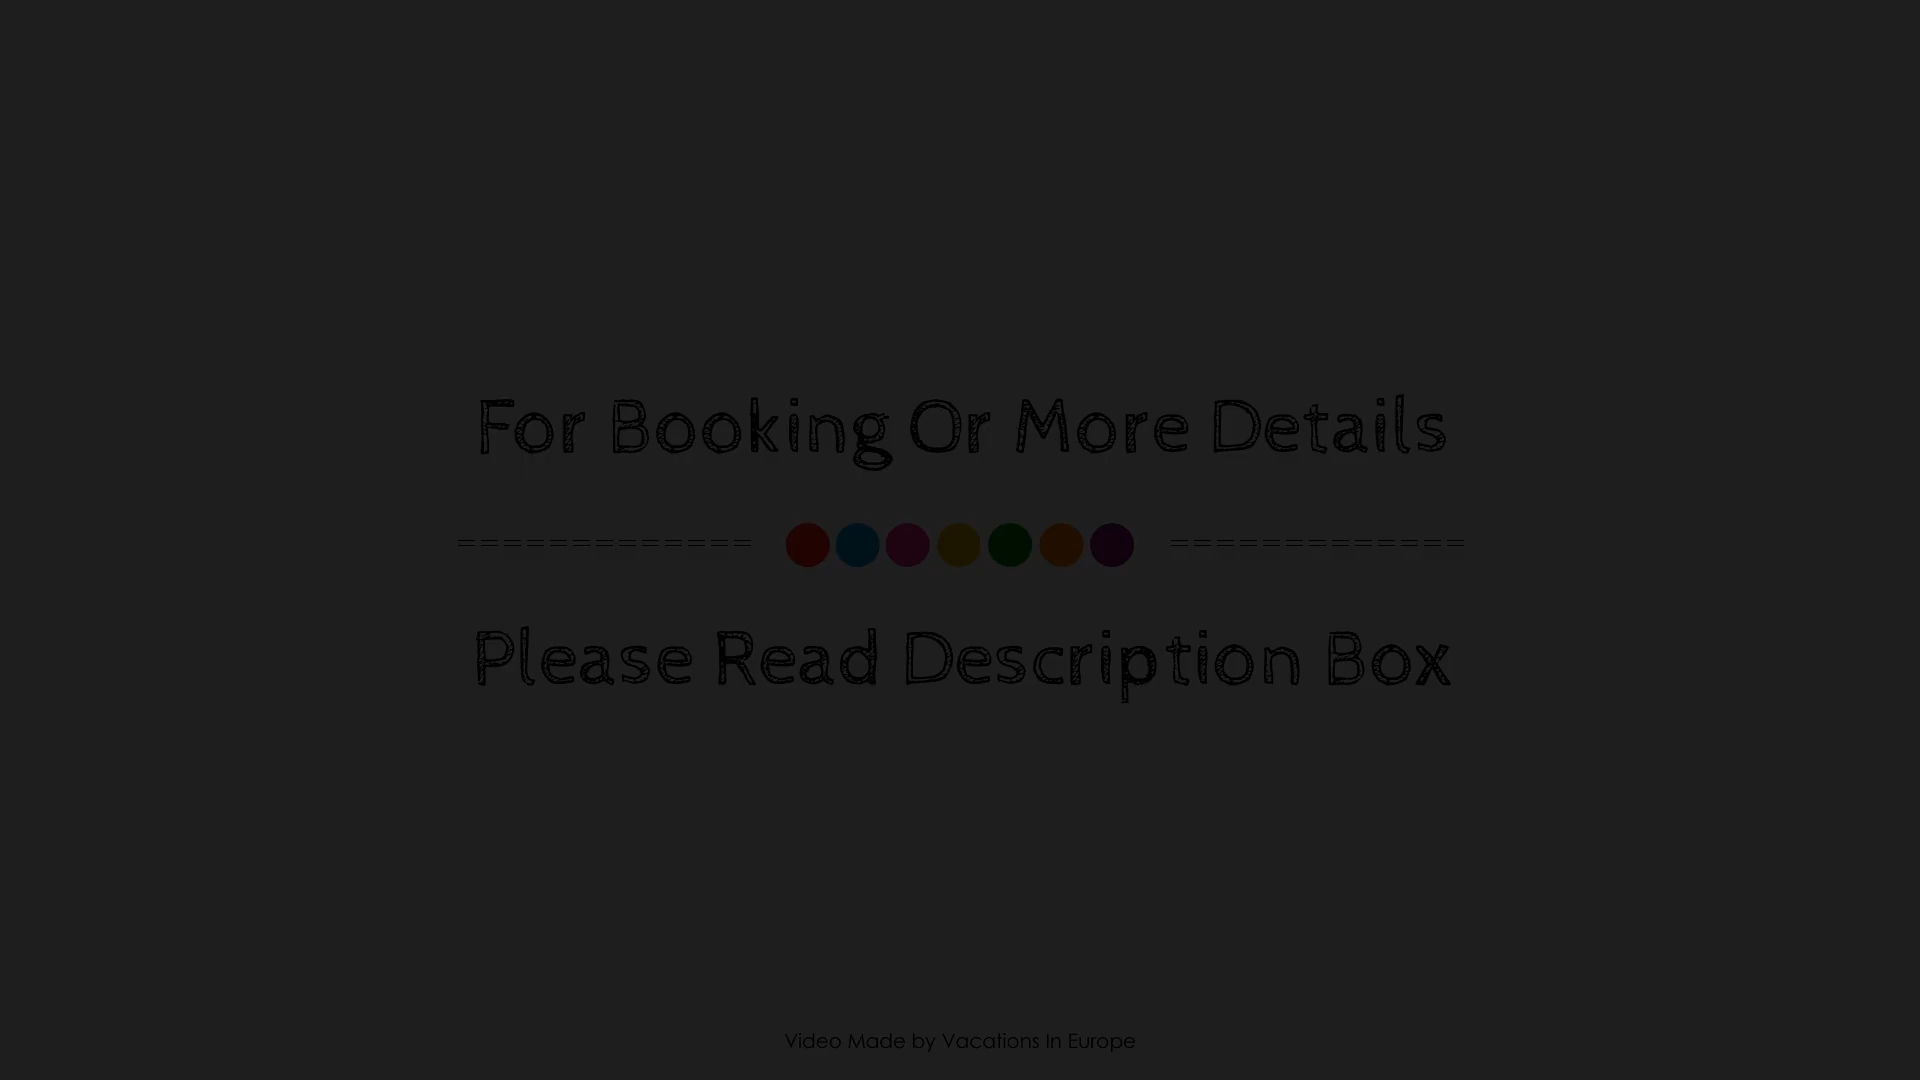 For Booking Or More Details
============= =============
Please Read Description Box
Video Made by Vacations In Europe